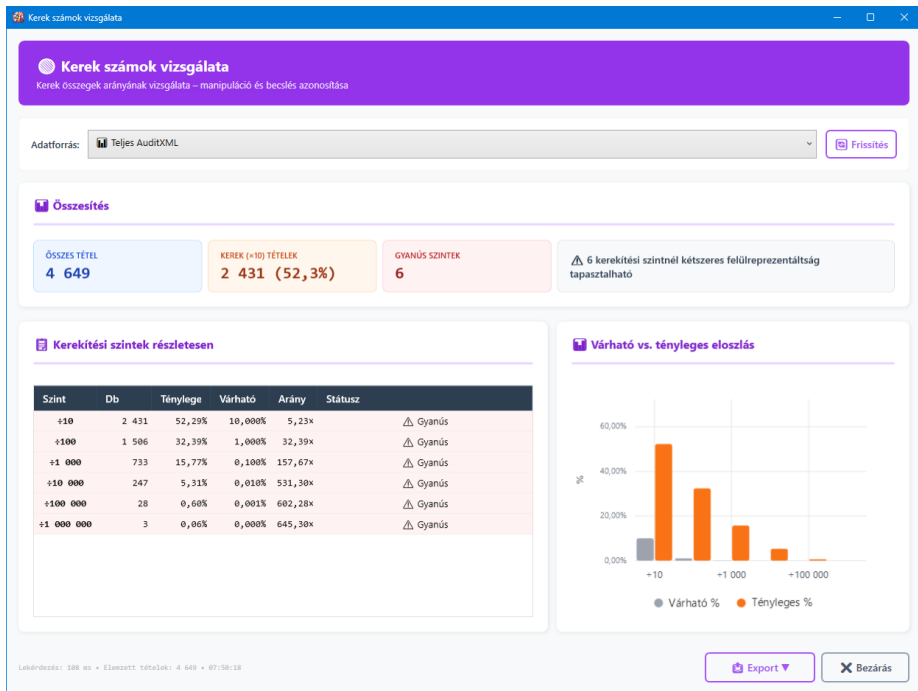 Kerek számok vizsgálata
Kerek számok vizsgálata
Kerek összegek arányának vizsgálata – manipuláció és becslés azonosítása
Adatforrás: Teljes AuditXML Frissítés
Összesítés
ÖSSZES TÉTEL
4 649
KEREK (×10) TÉTELEK
2 431 (52,3%)
GYANÚS SZINTEK
6
⚠ 6 kerekítési szintnél kétszeres felülreprezentáltság
tapasztalható
Kerekítési szintek részletesen
Szint Db Ténylege Várható Arány Státusz
÷10 2 431 52,29% 10,000% 5,23× ⚠ Gyanús
÷100 1 506 32,39% 1,000% 32,39× ⚠ Gyanús
÷1 000 733 15,77% 0,100% 157,67× ⚠ Gyanús
÷10 000 247 5,31% 0,010% 531,30× ⚠ Gyanús
÷100 000 28 0,60% 0,001% 602,28× ⚠ Gyanús
÷1 000 000 3 0,06% 0,000% 645,30× ⚠ Gyanús
Várható vs. tényleges eloszlás
60,00%
40,00%
20,00%
0,00%
%
÷10 ÷1 000 ÷100 000
Várható % Tényleges %
Lekérdezés: 108 ms • Elemzett tételek: 4 649 • 07:50:18
Export ▼
Bezárás